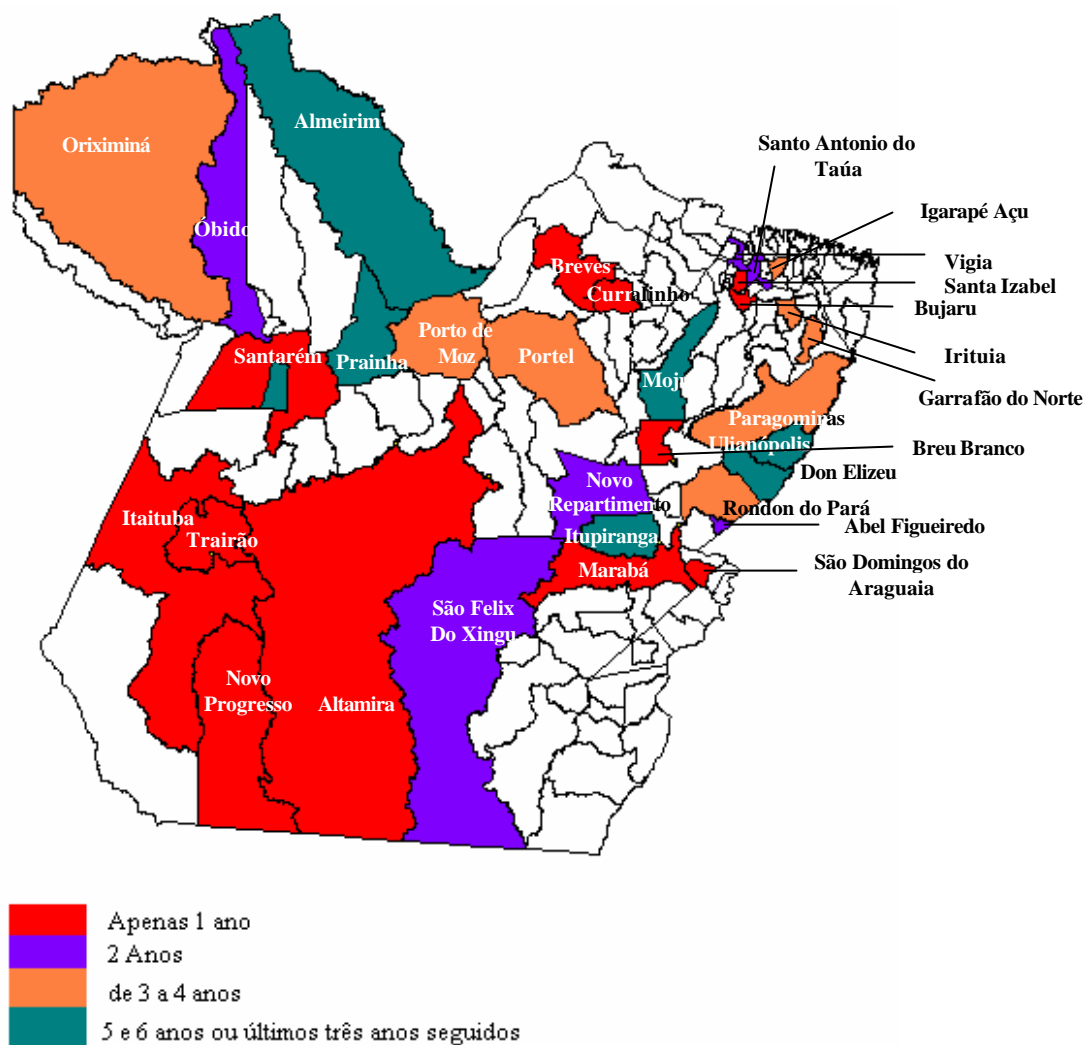 Almeirim
Oriximiná
Santo Antonio do
Taúa
Igarapé Açu
Óbido
Vigia
Breves
Santa Izabel
Curralinho
Bujaru
Porto de
Moz
Santarém
Prainha
Portel
Irituia
Moju
Garrafão do Norte
Paragominas
Ulianópolis
Breu Branco
Don Elizeu
Novo
Repartimento
Rondon do Pará
Itaituba
Abel Figueiredo
Trairão
Itupiranga
Marabá
São Domingos do
Araguaia
São Felix
Do Xingu
Novo
Progresso
Altamira
Apenas 1 ano
2 Anos
de 3 a 4 anos
5 e 6 anos ou últimos três anos seguidos